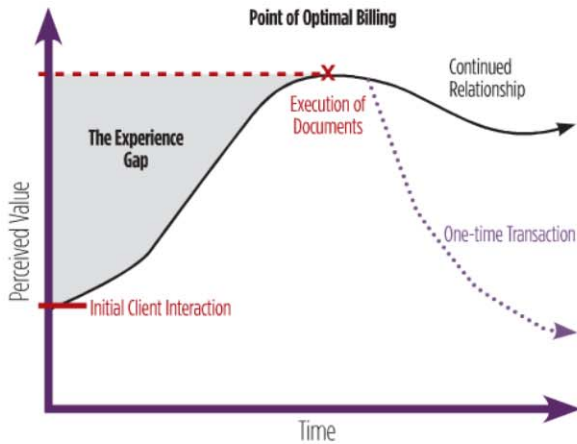 Point of Optimal Billing
Continued
Relationship
Execution of
Documents
The Experience
Gap
One-time Transaction
Initial Client Interaction
Perceived Value
Time